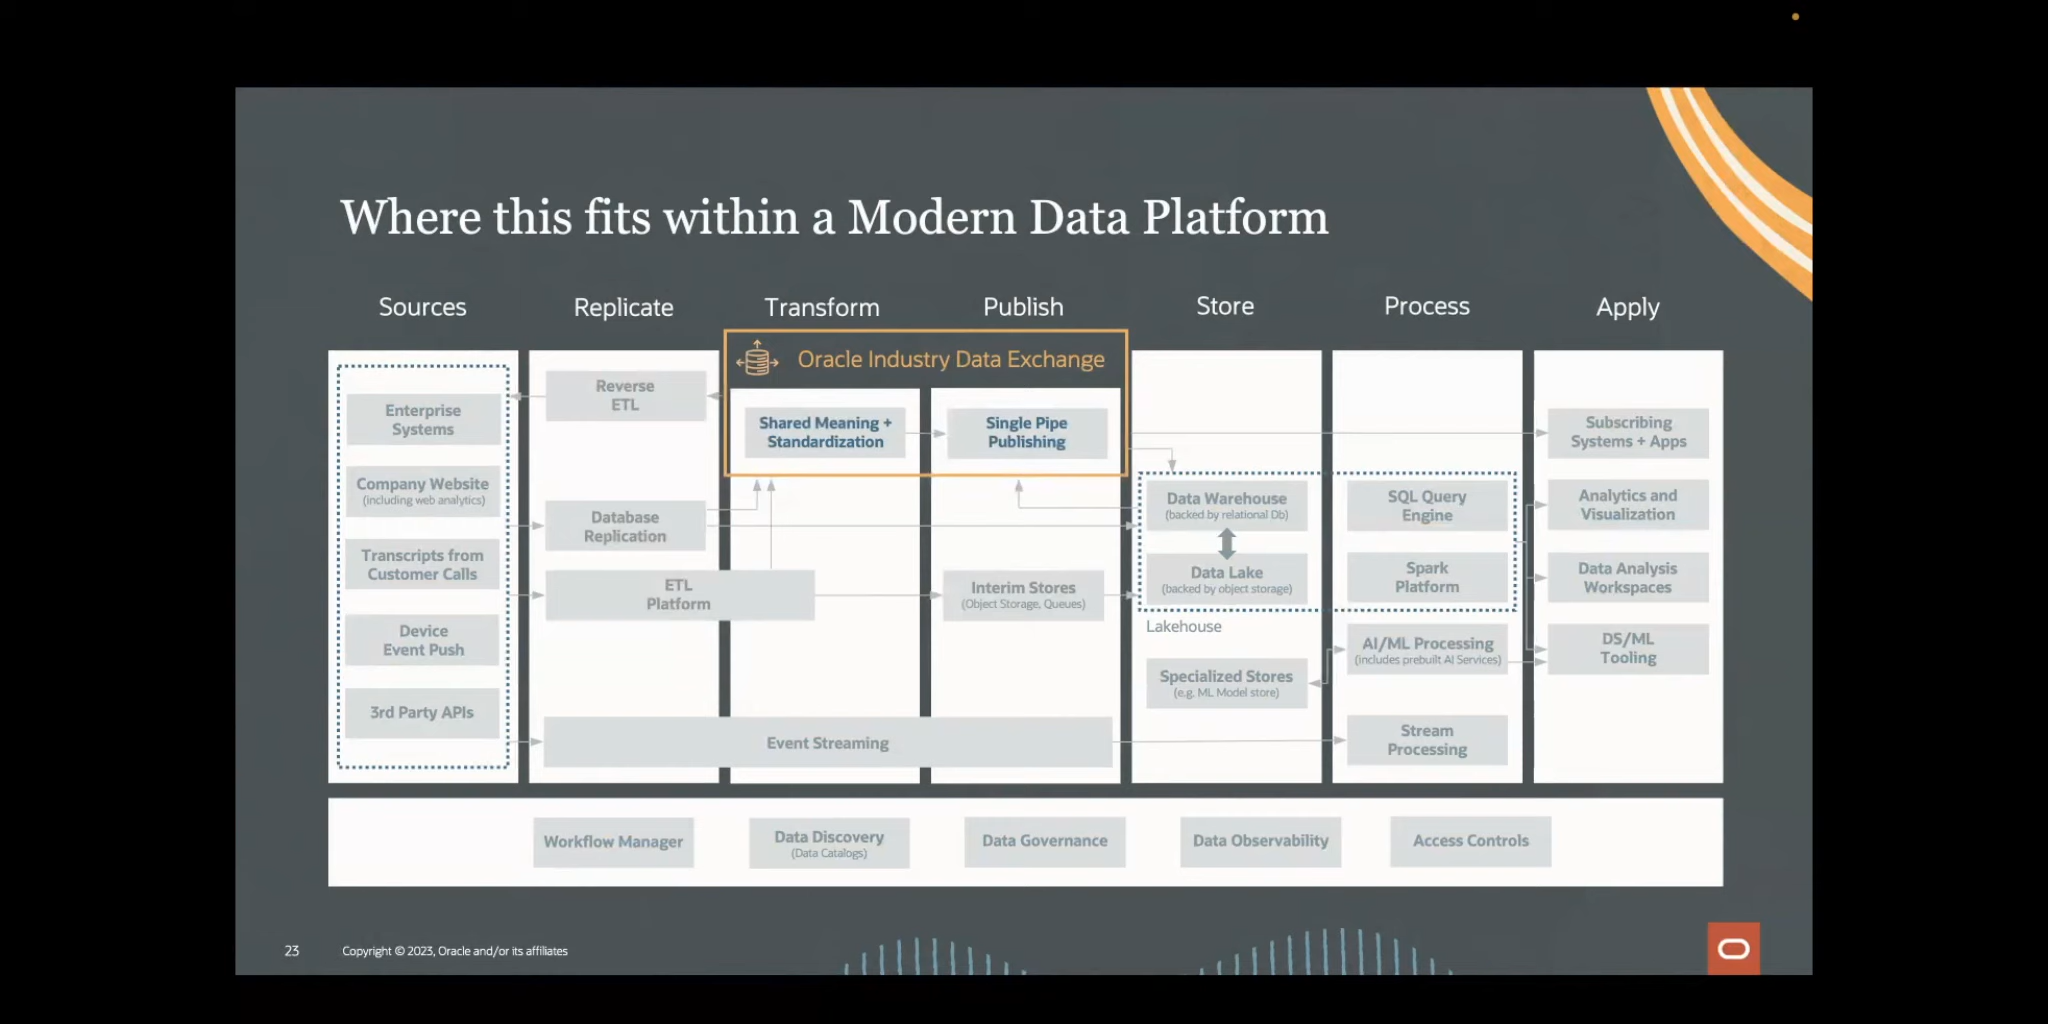 Where this fits within a Modern Data Platform
Sources
Replicate
Transform
Publish
Store
Process
Apply
Oracle Industry Data Exchange
Enterprise
Systems
Company Website
(including web analytics)
Transcripts from
Customer Calls
Device
Event Push
3rd Party APIs
Reverse
ETL
Database
Replication
ETL
Platform
Event Streaming
Shared Meaning +
Standardization
Single Pipe
Publishing
Interim Stores
(Object Storage, Queues)
Data Warehouse
(backed by relational Db)
Data Lake
(backed by object storage)
Lakehouse
Specialized Stores
(e.g. ML Model store)
SQL Query
Engine
Spark
Platform
AI/ML Processing
(includes prebuilt AI Services)
Stream
Processing
Subscribing
Systems + Apps
Analytics and
Visualization
Data Analysis
Workspaces
DS/ML
Tooling
Workflow Manager
Data Discovery
(Data Catalogs)
Data Governance
Data Observability
Access Controls
23
Copyright © 2023, Oracle and/or its affiliates